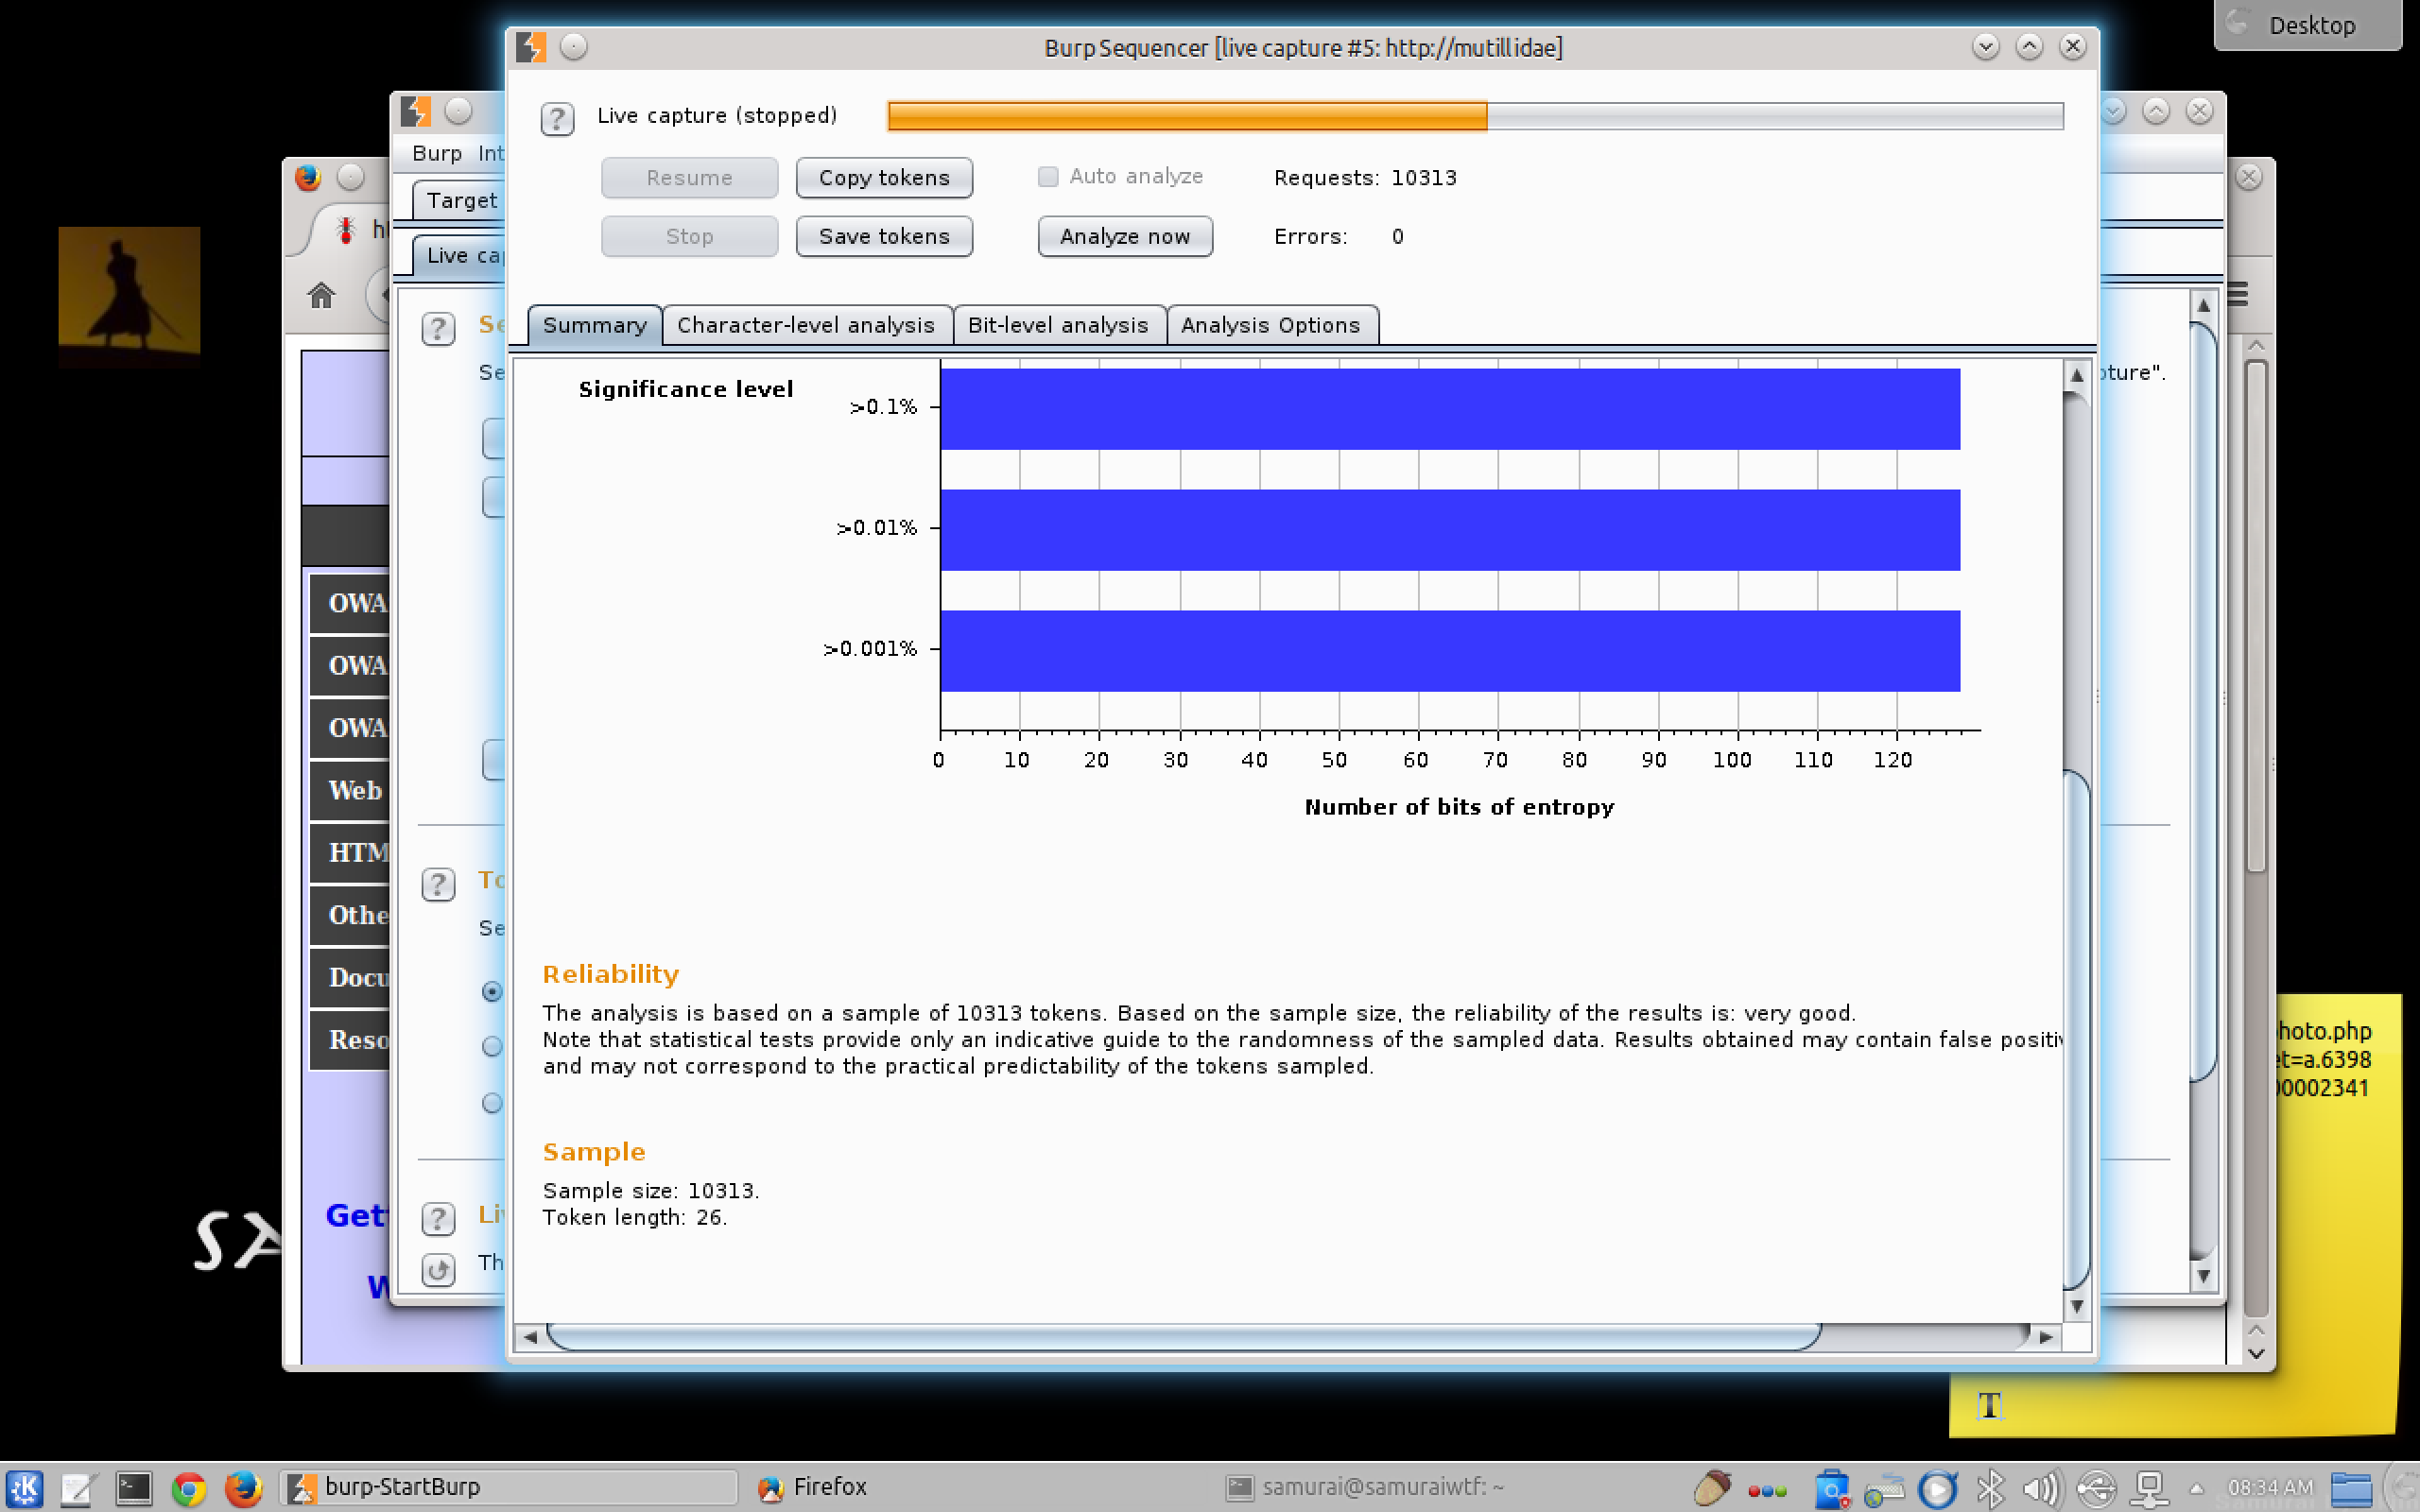 Desktop
Burp Sequencer [live capture #5: http://mutillidae]
Live capture (stopped)
Resume
Copy tokens
Auto analyze
Requests: 10313
Stop
Save tokens
Analyze now
Errors: 0
Summary
Character-level analysis
Bit-level analysis
Analysis Options
Significance level
>0.1%
>0.01%
>0.001%
0 10 20 30 40 50 60 70 80 90 100 110 120
Number of bits of entropy
Reliability
The analysis is based on a sample of 10313 tokens. Based on the sample size, the reliability of the results is: very good.
Note that statistical tests provide only an indicative guide to the randomness of the sampled data. Results obtained may contain false positiv
and may not correspond to the practical predictability of the tokens sampled.
Sample
Sample size: 10313.
Token length: 26.
Burp Int
Target
Live cap
Se
Se
pture".
To
Se
Li
Th
OWA
OWA
OWA
Web
HTM
Othe
Docu
Reso
Gett
W
SA
hoto.php
et=a.6398
00002341
T
burp-StartBurp
Firefox
samurai@samuraiwtf: ~
08:34 AM